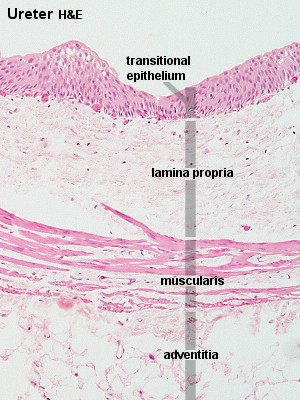 Ureter H&E
transitional
epithelium
lamina propria
muscularis
adventitia